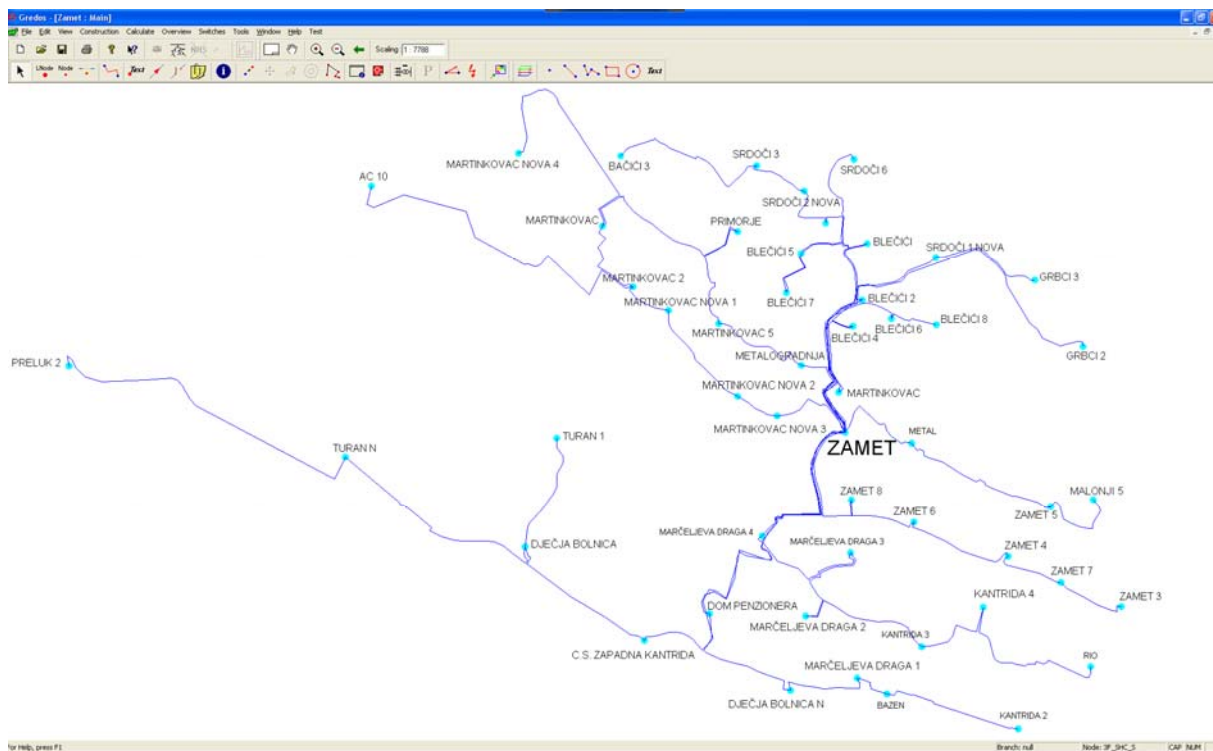 Gredos - [Zamet : Main]
File Edit View Construction Calculate Overview Switches Tools Window Help Test
Scaling 1 : 7788
LNode Node Text P Text
MARTINKOVAC NOVA 4
BAČIĆI 3
SRDOČI 3
SRDOČI 6
AC 10
SRDOČI 2 NOVA
MARTINKOVAC
PRIMORJE
BLEČIĆI
BLEČIĆI 5
SRDOČI 1 NOVA
MARTINKOVAC 2
GRBCI 3
MARTINKOVAC NOVA 1
BLEČIĆI 7
BLEČIĆI 2
BLEČIĆI 6
BLEČIĆI 8
MARTINKOVAC 5
BLEČIĆI 4
GRBCI 2
PRELUK 2
METALOGRADNJA
MARTINKOVAC NOVA 2
MARTINKOVAC
MARTINKOVAC NOVA 3
METAL
TURAN 1
TURAN N
ZAMET
ZAMET 8
MALONJI 5
ZAMET 6
ZAMET 5
MARČELJEVA DRAGA 4
DJEČJA BOLNICA
MARČELJEVA DRAGA 3
ZAMET 4
ZAMET 7
KANTRIDA 4
ZAMET 3
DOM PENZIONERA
MARČELJEVA DRAGA 2
KANTRIDA 3
C.S. ZAPADNA KANTRIDA
RIO
MARČELJEVA DRAGA 1
DJEČJA BOLNICA N
BAZEN
KANTRIDA 2
For Help, press F1
Branch: null Node: JF_SHC_S CAP NUM